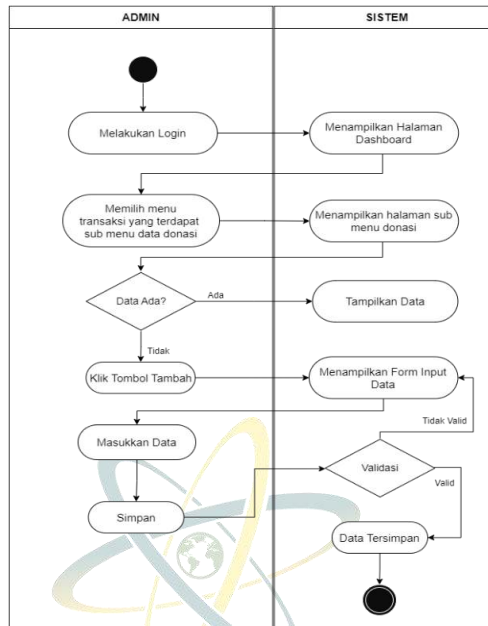 ADMIN
SISTEM
Melakukan Login
Menampilkan Halaman
Dashboard
Memilih menu
transaksi yang terdapat
sub menu data donasi
Menampilkan halaman sub
menu donasi
Data Ada?
Ada
Tampilkan Data
Tidak
Klik Tombol Tambah
Menampilkan Form Input
Data
Tidak Valid
Masukkan Data
Validasi
Valid
Simpan
Data Tersimpan